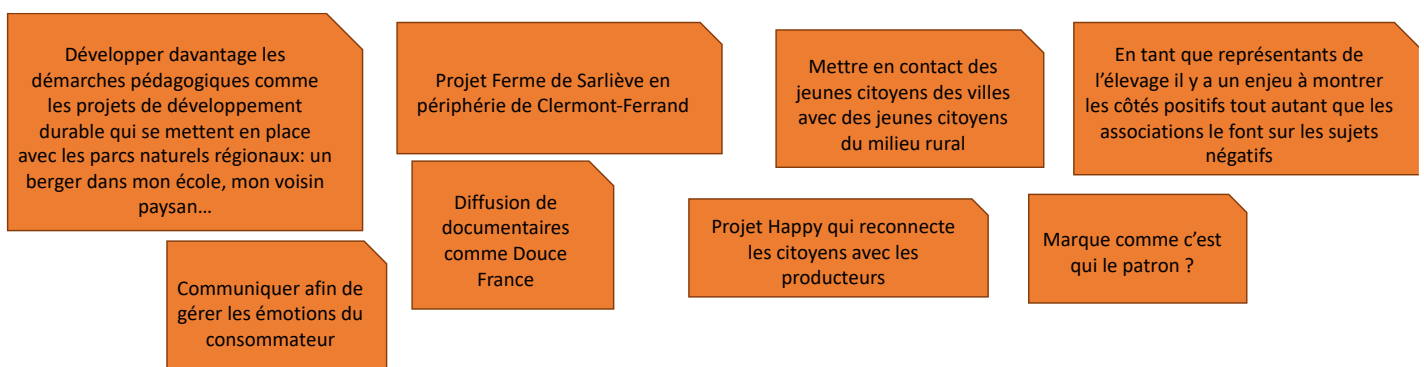 Développer davantage les
démarches pédagogiques comme
les projets de développement
durable qui se mettent en place
avec les parcs naturels régionaux: un
berger dans mon école, mon voisin
paysan…
Projet Ferme de Sarliève en
périphérie de Clermont-Ferrand
Mettre en contact des
jeunes citoyens des villes
avec des jeunes citoyens
du milieu rural
En tant que représentants de
l’élevage il y a un enjeu à montrer
les côtés positifs tout autant que les
associations le font sur les sujets
négatifs
Diffusion de
documentaires
comme Douce
France
Projet Happy qui reconnecte
les citoyens avec les
producteurs
Marque comme c’est
qui le patron ?
Communiquer afin de
gérer les émotions du
consommateur